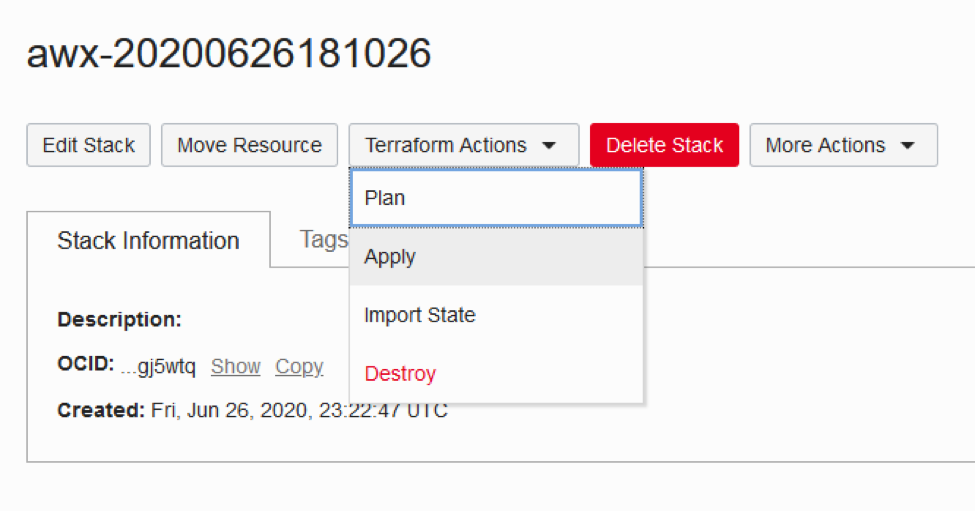 awx-20200626181026
Edit Stack Move Resource Terraform Actions Delete Stack More Actions
Plan
Stack Information Tags
Apply
Import State
Description:
OCID: ...gj5wtq Show Copy
Destroy
Created: Fri, Jun 26, 2020, 23:22:47 UTC